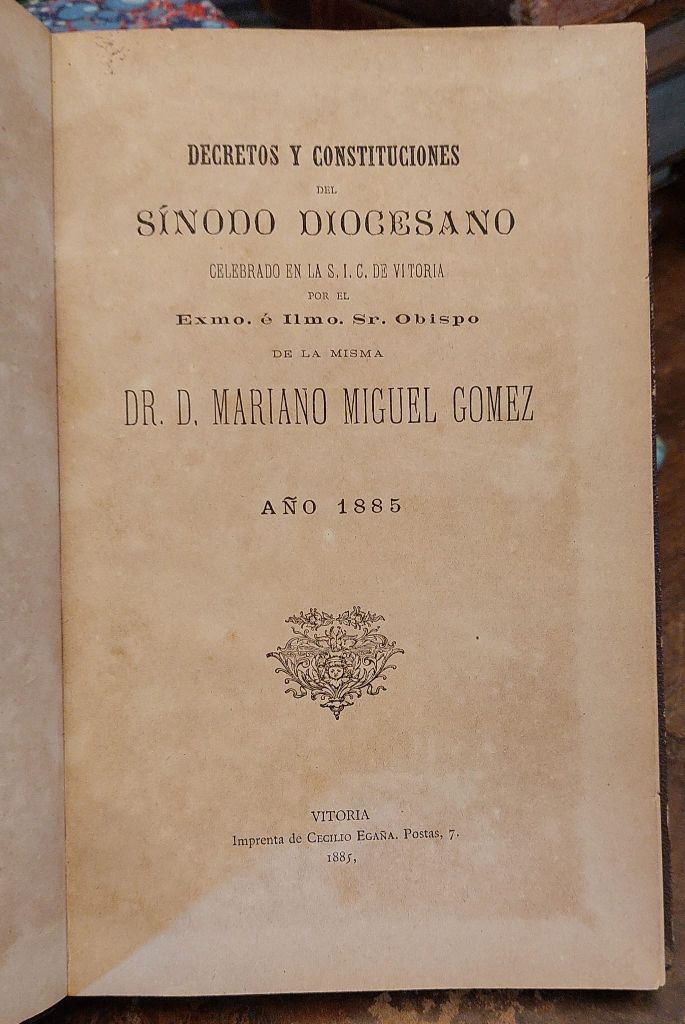 DECRETOS Y CONSTITUCIONES
DEL
SÍNODO DIOCESANO
CELEBRADO EN LA S. I. C. DE VITORIA
POR EL
Exmo. é Ilmo. Sr. Obispo
DE LA MISMA
DR. D. MARIANO MIGUEL GOMEZ
AÑO 1885
VITORIA
Imprenta de CECILIO EGAÑA. Postas, 7.
1885,